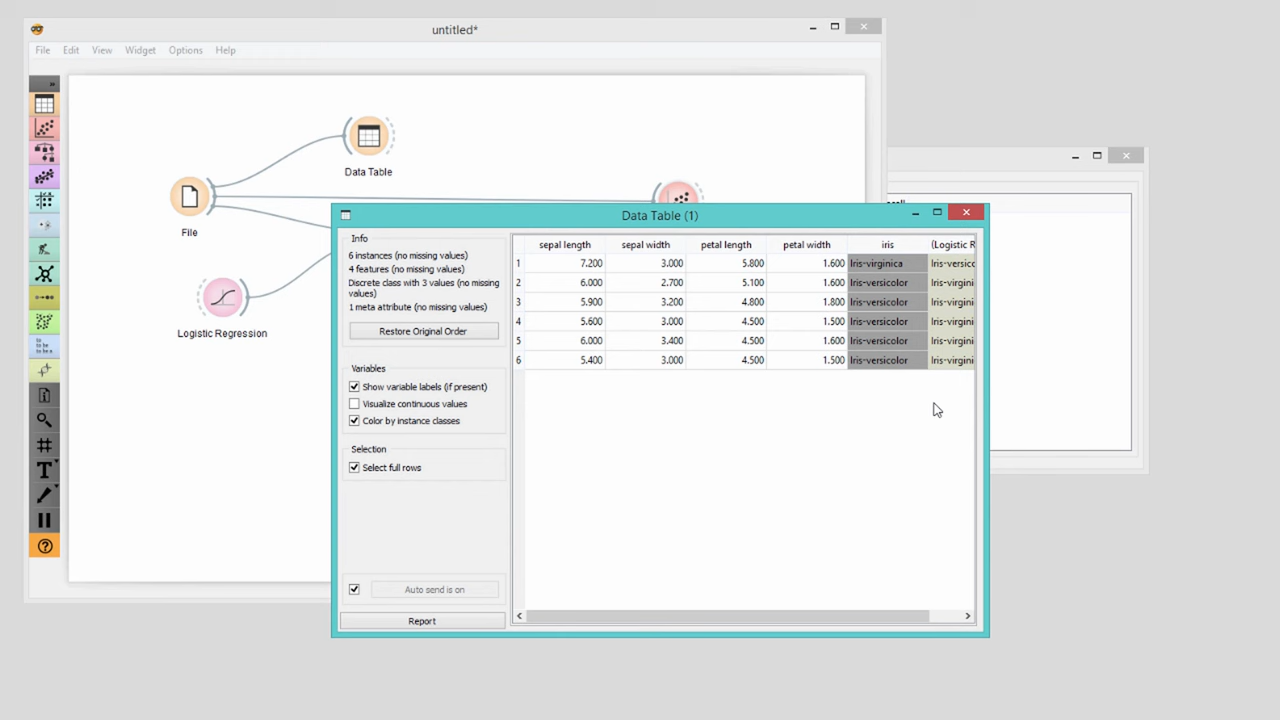 untitled*
File Edit View Widget Options Help
Data Table
File
Logistic Regression
Data Table (1)
Info
6 instances (no missing values)
4 features (no missing values)
Discrete class with 3 values (no missing
values)
1 meta attribute (no missing values)
Restore Original Order
Variables
Show variable labels (if present)
Visualize continuous values
Color by instance classes
Selection
Select full rows
Auto send is on
Report
sepal length sepal width petal length petal width iris (Logistic R
1 7.200 3.000 5.800 1.600 Iris-virginica Iris-versico
2 6.000 2.700 5.100 1.600 Iris-versicolor Iris-virgini
3 5.900 3.200 4.800 1.800 Iris-versicolor Iris-virgini
4 5.600 3.000 4.500 1.500 Iris-versicolor Iris-virgini
5 6.000 3.400 4.500 1.600 Iris-versicolor Iris-virgini
6 5.400 3.000 4.500 1.500 Iris-versicolor Iris-virgini